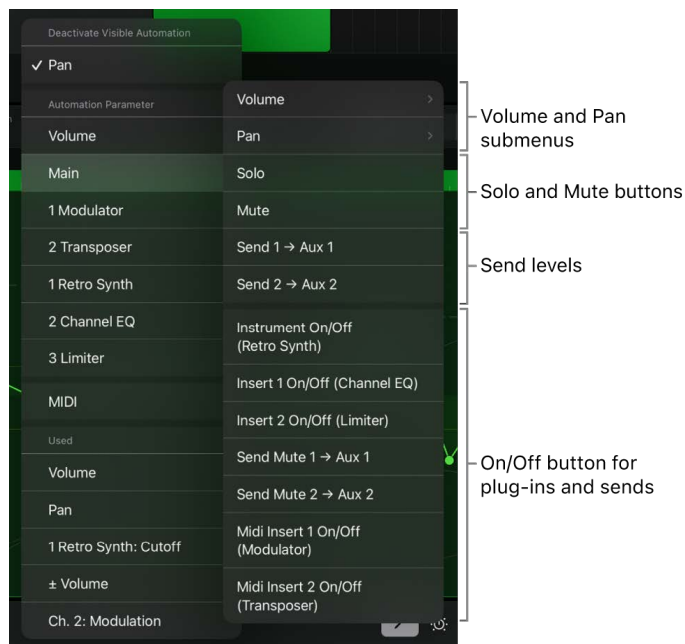 Deactivate Visible Automation
✓ Pan
Automation Parameter
Volume
Main
1 Modulator
2 Transposer
1 Retro Synth
2 Channel EQ
3 Limiter
MIDI
Used
Volume
Pan
1 Retro Synth: Cutoff
± Volume
Ch. 2: Modulation
Volume
Pan
Solo
Mute
Send 1 → Aux 1
Send 2 → Aux 2
Instrument On/Off
(Retro Synth)
Insert 1 On/Off (Channel EQ)
Insert 2 On/Off (Limiter)
Send Mute 1 → Aux 1
Send Mute 2 → Aux 2
Midi Insert 1 On/Off
(Modulator)
Midi Insert 2 On/Off
(Transposer)
Volume and Pan
submenus
Solo and Mute buttons
Send levels
On/Off button for
plug-ins and sends